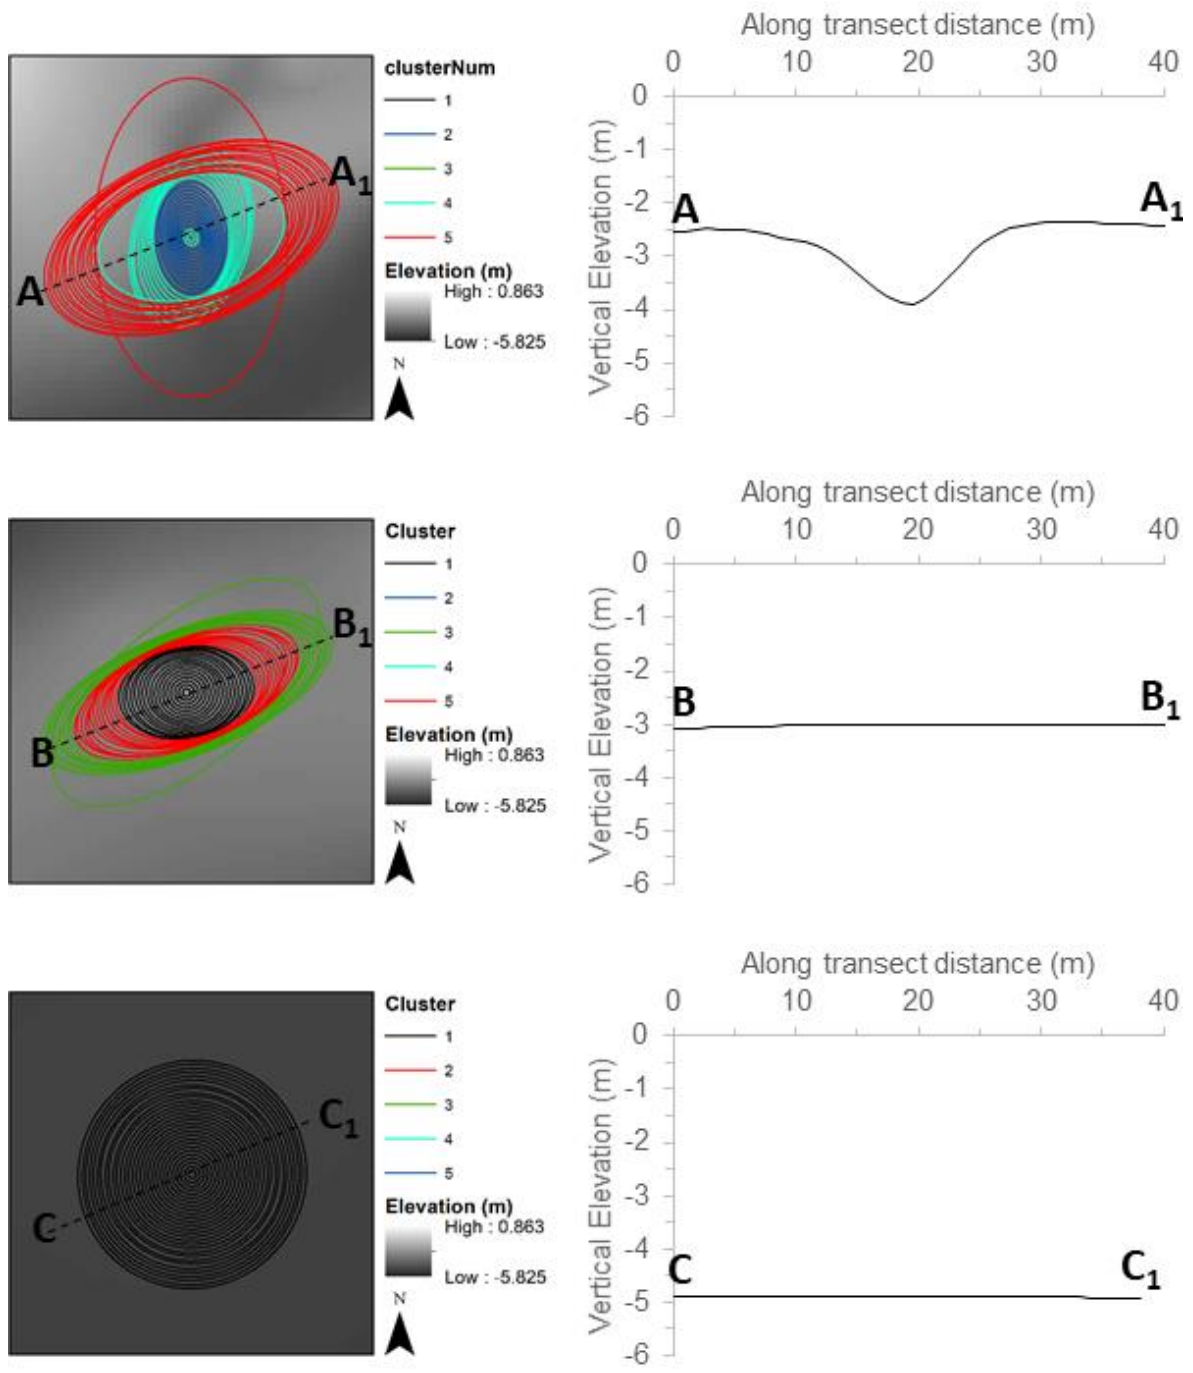 Along transect distance (m)
0 10 20 30 40
clusterNum
1
2
3
4
5
Elevation (m)
High : 0.863
Low : -5.825
N
A
A1
Vertical Elevation (m)
0
-1
-2
-3
-4
-5
-6
A
A1
Along transect distance (m)
0 10 20 30 40
Cluster
1
2
3
4
5
Elevation (m)
High : 0.863
Low : -5.825
N
B
B1
Vertical Elevation (m)
0
-1
-2
-3
-4
-5
-6
B
B1
Along transect distance (m)
0 10 20 30 40
Cluster
1
2
3
4
5
Elevation (m)
High : 0.863
Low : -5.825
N
C
C1
Vertical Elevation (m)
0
-1
-2
-3
-4
-5
-6
C
C1